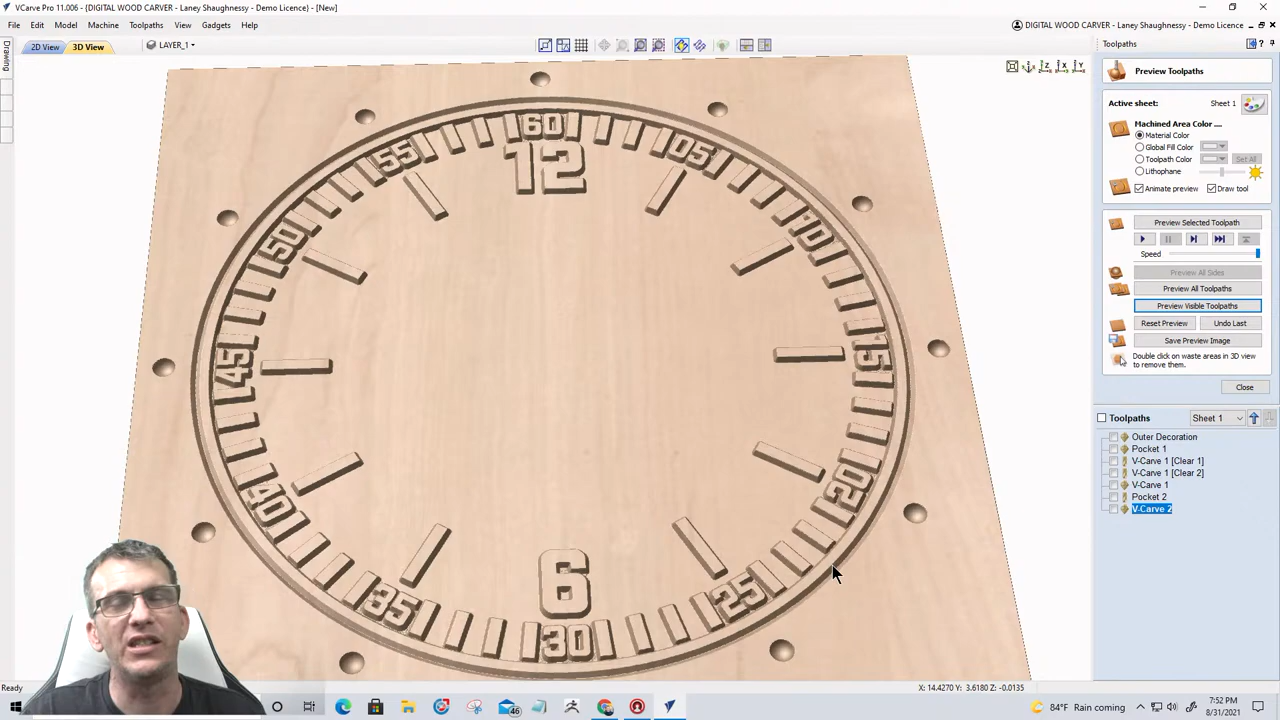 VCarve Pro 11.006 - {DIGITAL WOOD CARVER - Laney Shaughnessy - Demo Licence} - [New]
File Edit Model Machine Toolpaths View Gadgets Help
DIGITAL WOOD CARVER - Laney Shaughnessy - Demo Licence
2D View 3D View LAYER_1
Drawing
60
12
05
10
15
20
25
30
6
35
40
45
50
55
Toolpaths
Preview Toolpaths
Active sheet: Sheet 1
Machined Area Color ....
Material Color
Global Fill Color
Toolpath Color Set All
Lithophane
Animate preview Draw tool
Preview Selected Toolpath
Speed
Preview All Sides
Preview All Toolpaths
Preview Visible Toolpaths
Reset Preview Undo Last
Save Preview Image
Double click on waste areas in 3D view
to remove them.
Close
Toolpaths Sheet 1
Outer Decoration
Pocket 1
V-Carve 1 [Clear 1]
V-Carve 1 [Clear 2]
V-Carve 1
Pocket 2
V-Carve 2
Ready
X: 14.4270 Y: 3.6180 Z: -0.0135
46
84°F Raining coming
7:52 PM
8/31/2021